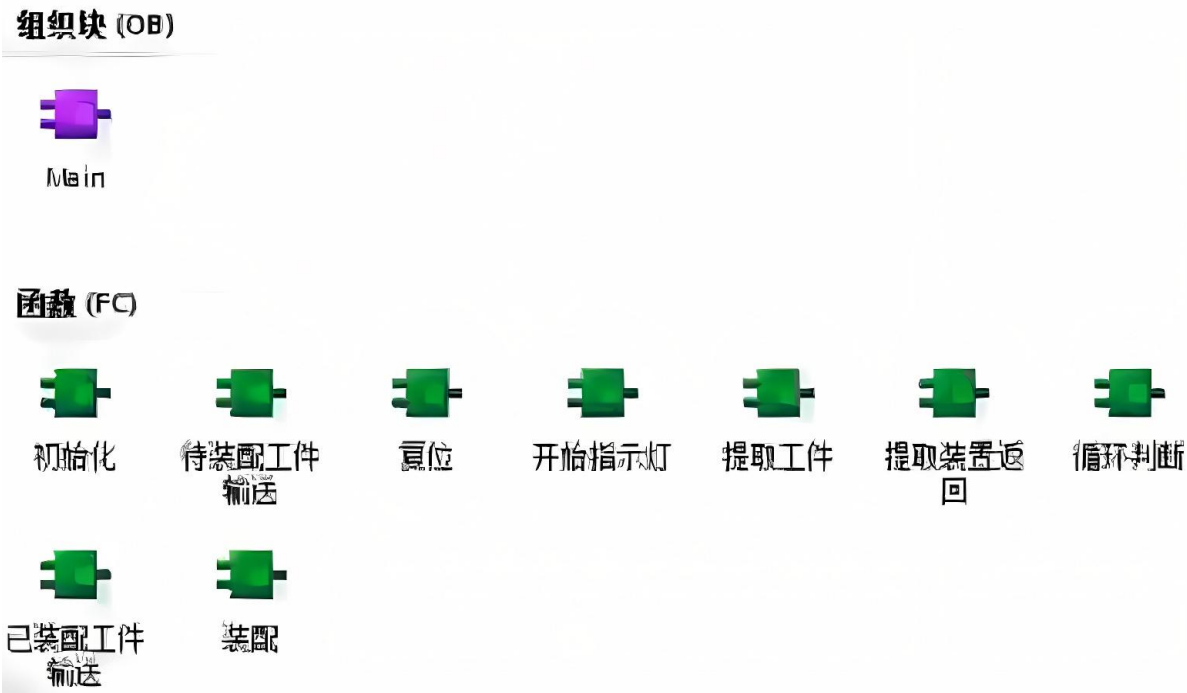 组织块 (OB)
Main
函数 (FC)
初始化
待装配工件
输送
复位
开始指示灯
提取工件
提取装置返
回
循环判断
已装配工件
输送
装配